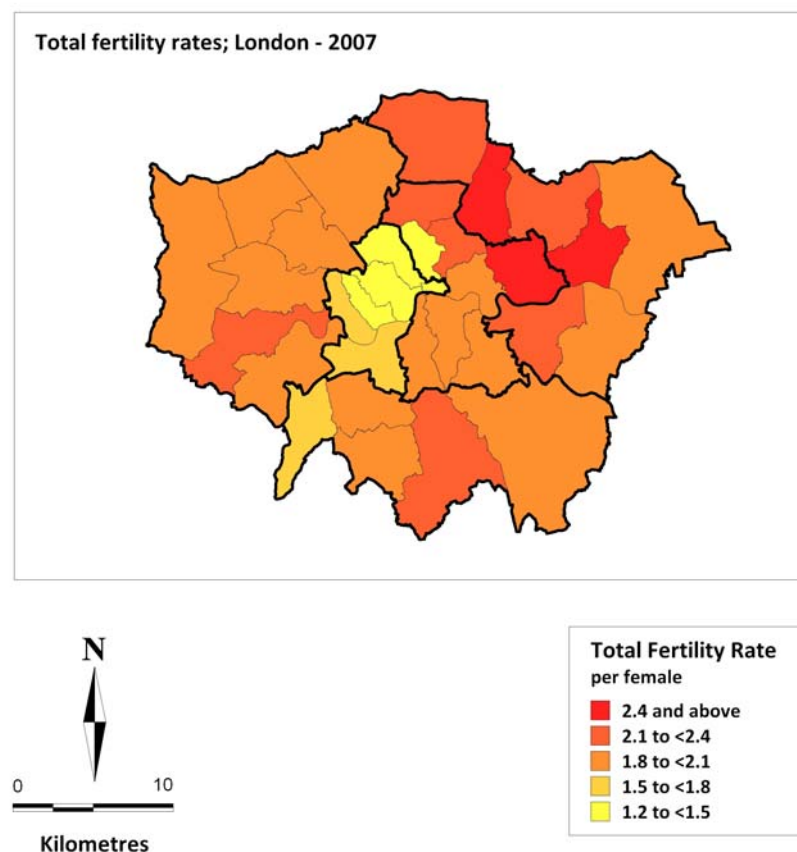 Total fertility rates; London - 2007
N
0 10
Kilometres
Total Fertility Rate
per female
2.4 and above
2.1 to <2.4
1.8 to <2.1
1.5 to <1.8
1.2 to <1.5